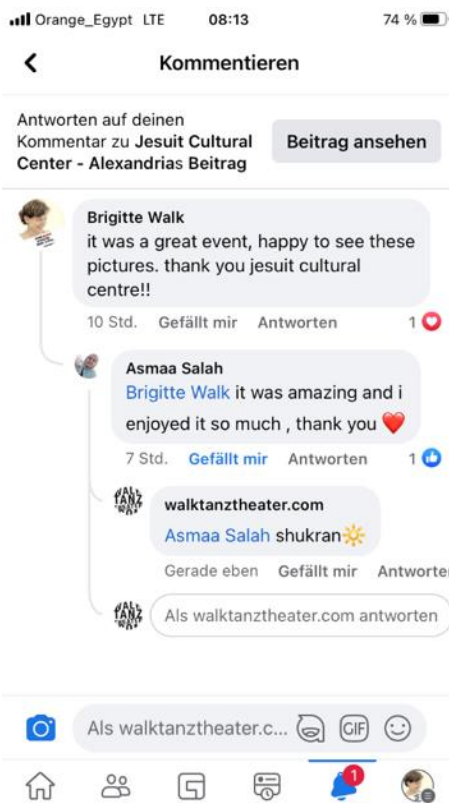 Orange_Egypt LTE 08:13 74 %
Kommentieren
Antworten auf deinen
Kommentar zu Jesuit Cultural
Center - Alexandrias Beitrag
Beitrag ansehen
Brigitte Walk
it was a great event, happy to see these
pictures. thank you jesuit cultural
centre!!
10 Std. Gefällt mir Antworten 1
Asmaa Salah
Brigitte Walk it was amazing and i
enjoyed it so much , thank you ❤️
7 Std. Gefällt mir Antworten 1
walktanztheater.com
Asmaa Salah shukran🔆
Gerade eben Gefällt mir Antworte
Als walktanztheater.com antworten
Als walktanztheater.c... GIF
1